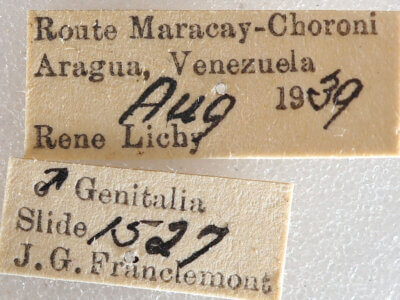 Route Maracay-Choroni
Aragua, Venezuela
Aug 1939
Rene Lichy
♂ Genitalia
Slide 1527
J. G. Franclemont